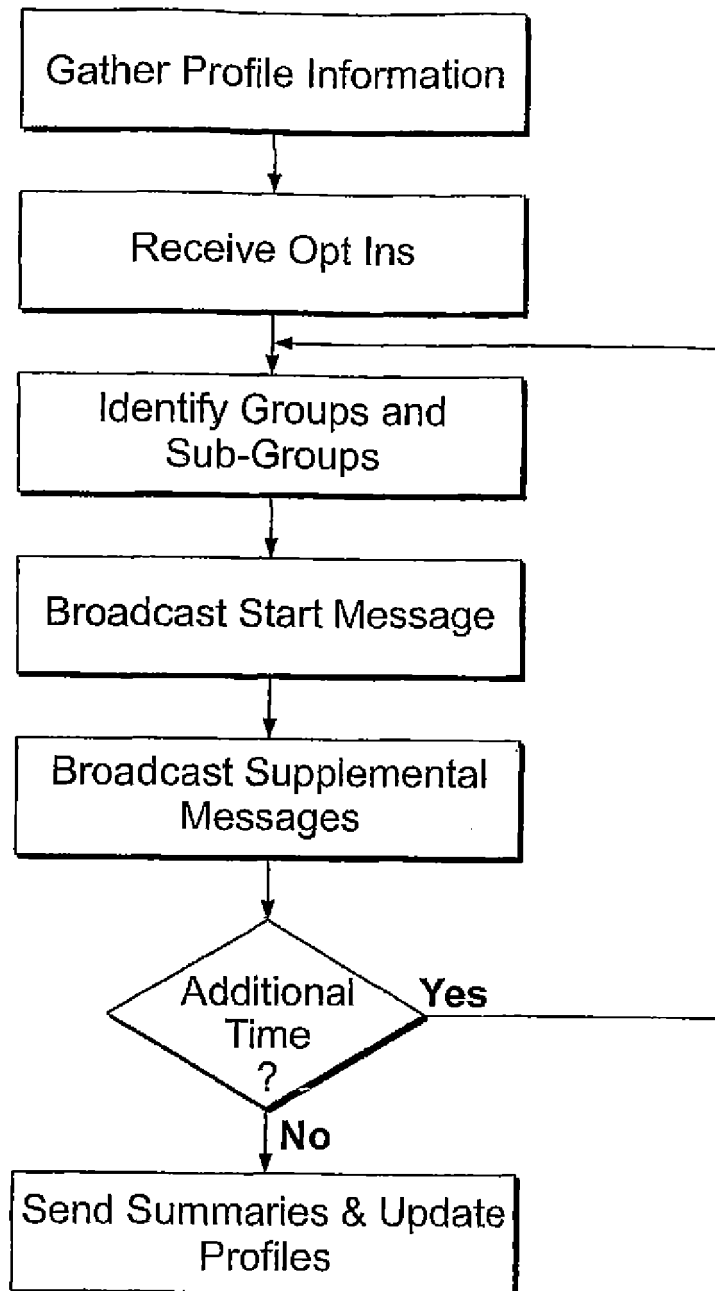 Gather Profile Information
Receive Opt Ins
Identify Groups and
Sub-Groups
Broadcast Start Message
Broadcast Supplemental
Messages
Additional
Time
?
Yes
No
Send Summaries & Update
Profiles